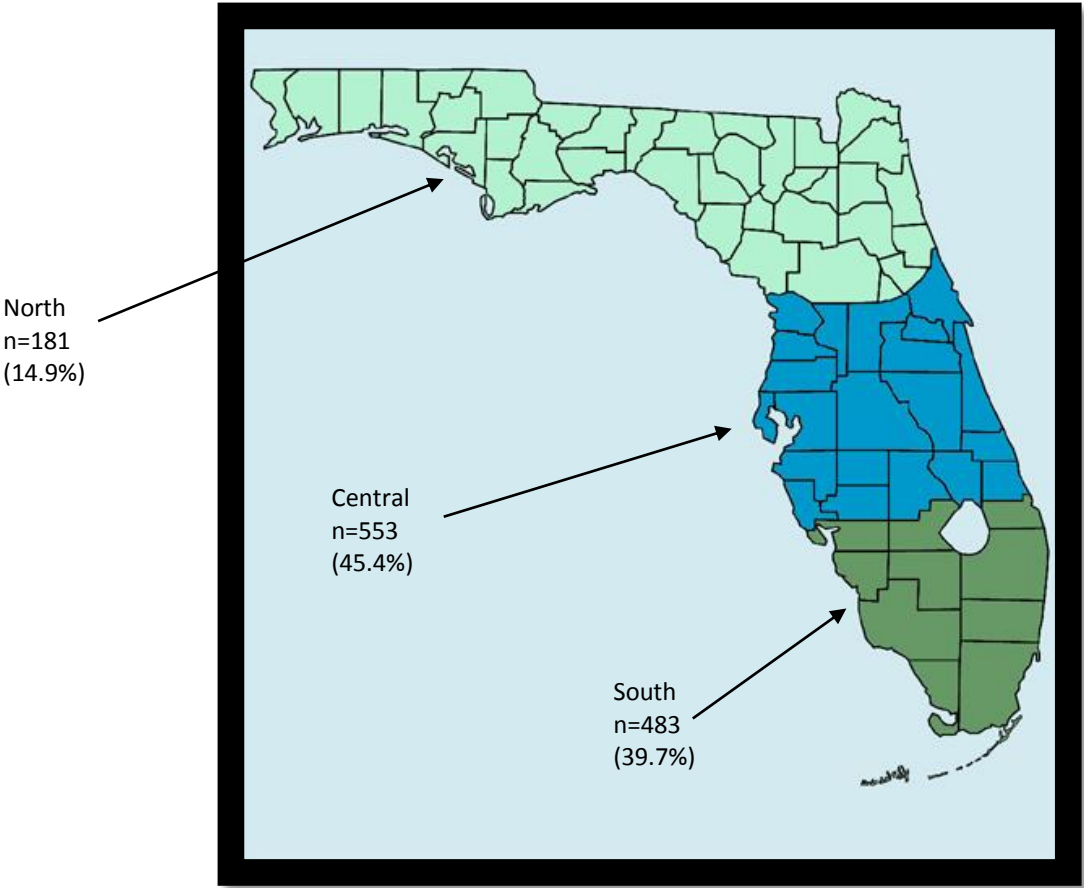 North
n=181
(14.9%)
Central
n=553
(45.4%)
South
n=483
(39.7%)